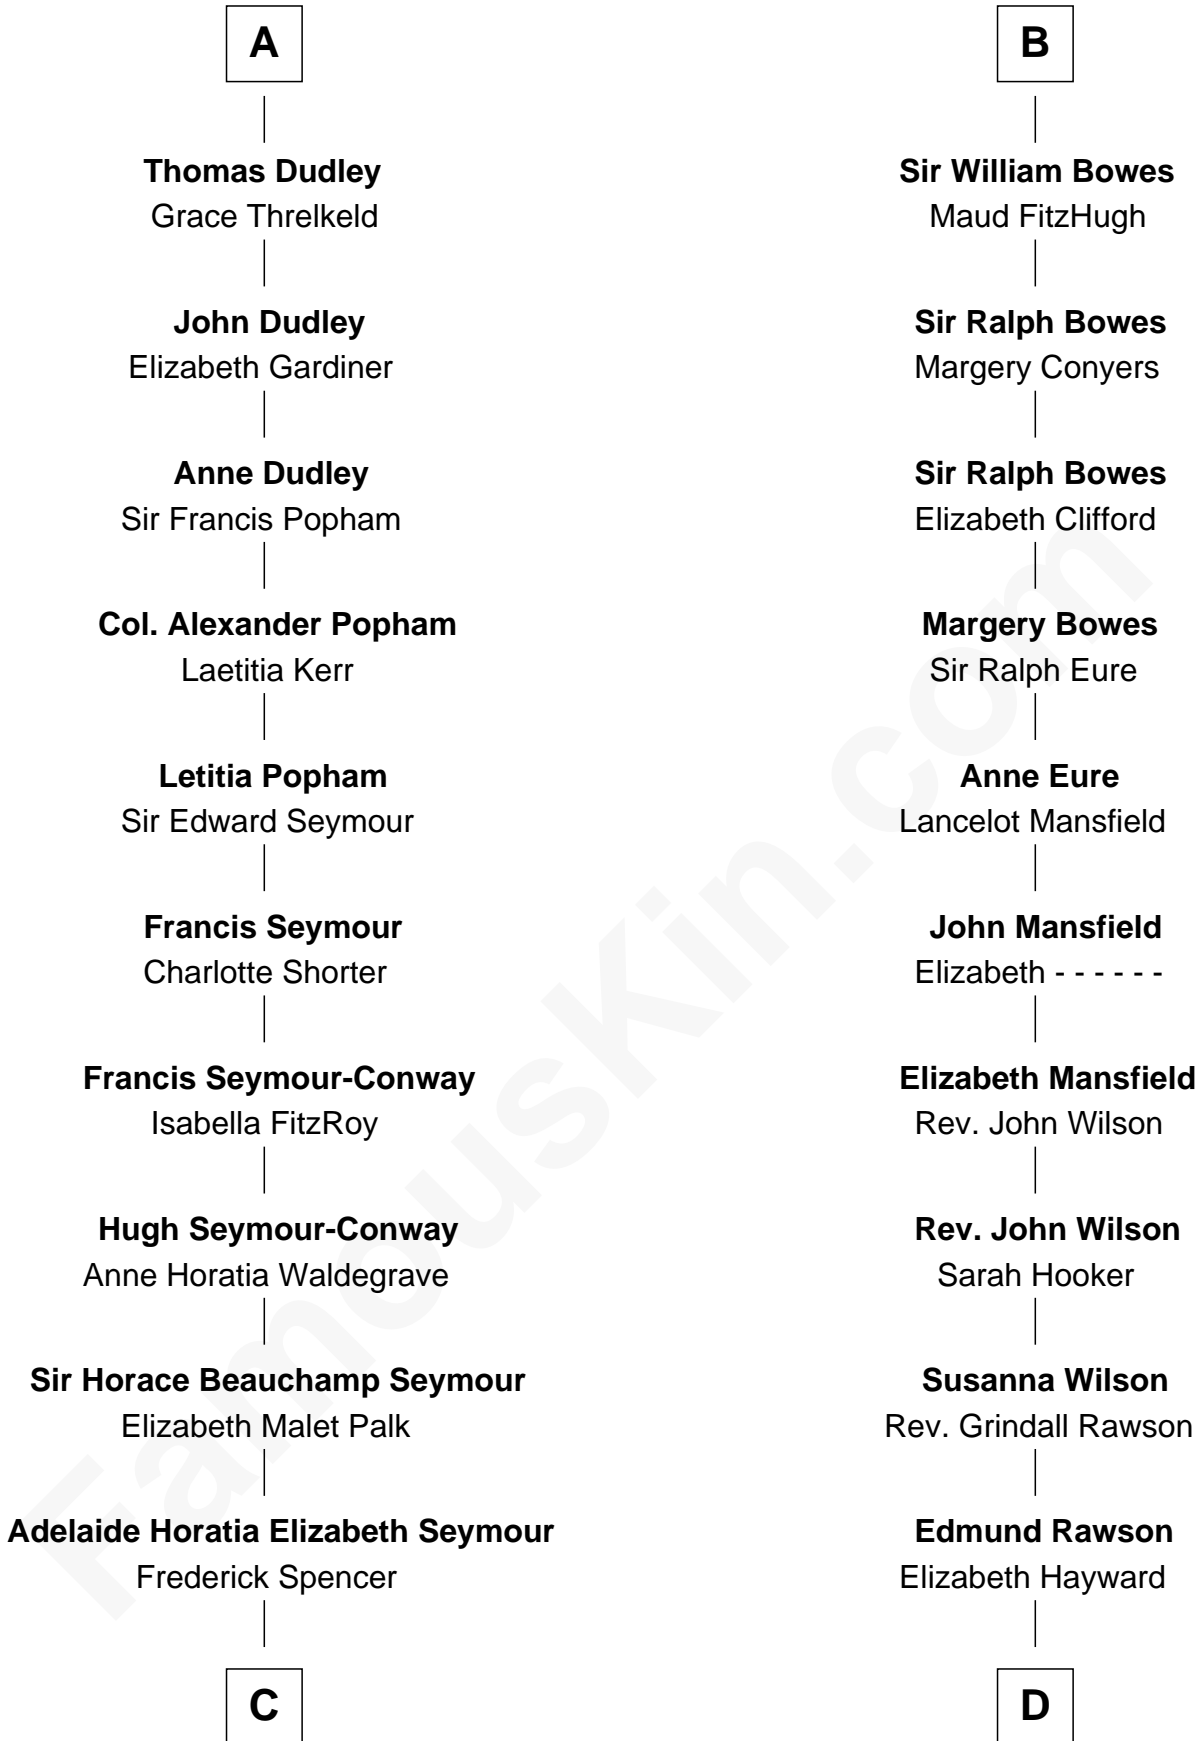 A
Thomas Dudley
Grace Threlkeld
John Dudley
Elizabeth Gardiner
Anne Dudley
Sir Francis Popham
Col. Alexander Popham
Laetitia Kerr
Letitia Popham
Sir Edward Seymour
Francis Seymour
Charlotte Shorter
Francis Seymour-Conway
Isabella FitzRoy
Hugh Seymour-Conway
Anne Horatia Waldegrave
Sir Horace Beauchamp Seymour
Elizabeth Malet Palk
Adelaide Horatia Elizabeth Seymour
Frederick Spencer
C
B
Sir William Bowes
Maud FitzHugh
Sir Ralph Bowes
Margery Conyers
Sir Ralph Bowes
Elizabeth Clifford
Margery Bowes
Sir Ralph Eure
Anne Eure
Lancelot Mansfield
John Mansfield
Elizabeth - - - - - -
Elizabeth Mansfield
Rev. John Wilson
Rev. John Wilson
Sarah Hooker
Susanna Wilson
Rev. Grindall Rawson
Edmund Rawson
Elizabeth Hayward
D
FamousKin.com